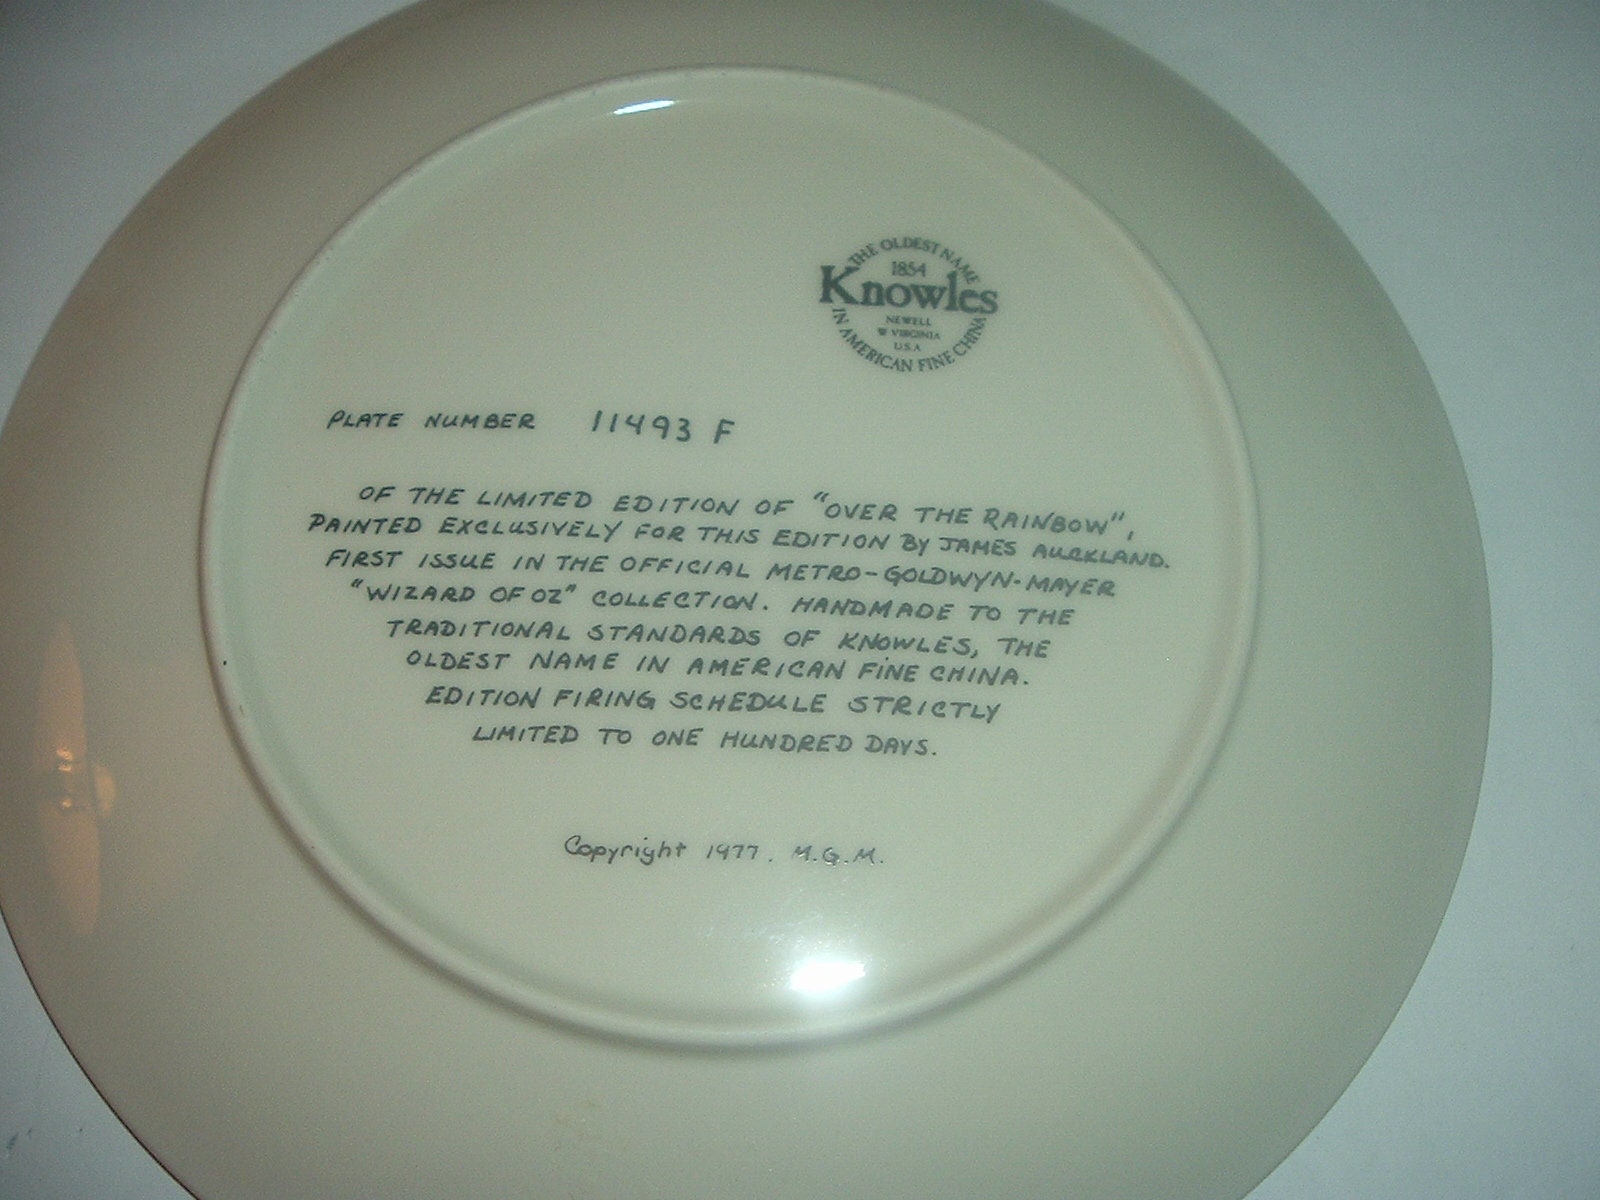 THE OLDEST NAME
1854
Knowles
NEWELL
W VIRGINIA
U.S.A
IN AMERICAN FINE CHINA
PLATE NUMBER 11493 F
OF THE LIMITED EDITION OF "OVER THE RAINBOW",
PAINTED EXCLUSIVELY FOR THIS EDITION BY JAMES AUCKLAND.
FIRST ISSUE IN THE OFFICIAL METRO-GOLDWYN-MAYER
"WIZARD OF OZ" COLLECTION. HANDMADE TO THE
TRADITIONAL STANDARDS OF KNOWLES, THE
OLDEST NAME IN AMERICAN FINE CHINA.
EDITION FIRING SCHEDULE STRICTLY
LIMITED TO ONE HUNDRED DAYS.
Copyright 1977. M.G.M.